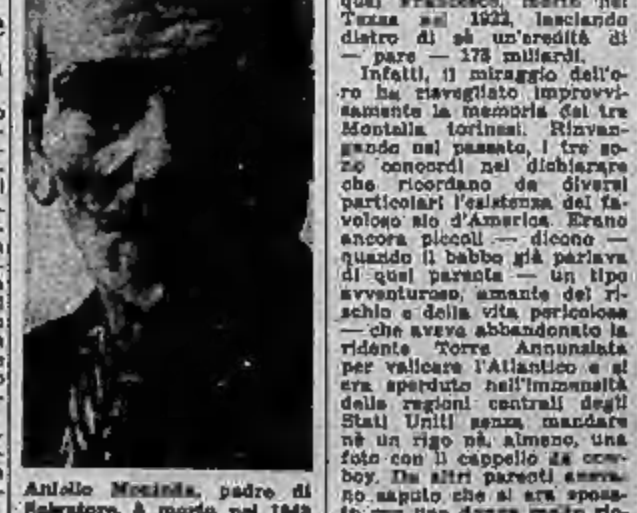 Aniello padre di
Salvatore, è morto nel
Texas nel 1922, lasciando
dietro di sè un'eredità di
— pare — 178 miliardi.
Infatti, il miraggio dell'o-
ro ha risvegliato improvvi-
samente la memoria dei tre
Montella torinesi. Rinvan-
gando nel passato, i tre so-
no concordi nel dichiarare
che ricordano da diversi
particolari l'esistenza del fa-
voloso zio d'America. Erano
ancora piccoli — dicono —
quando il babbo già parlava
di quel parente — un tipo
avventuroso, amante del ri-
schio e della vita pericolosa
— che aveva abbandonato la
ridente Torre Annunziata
per valicare l'Atlantico e si
era sperduto nell'immensità
delle regioni centrali degli
Stati Uniti senza mandare
nè un rigo nè, almeno, una
foto con il cappello da cow-
boy. Da altri parenti
no saputo che si era sposa-